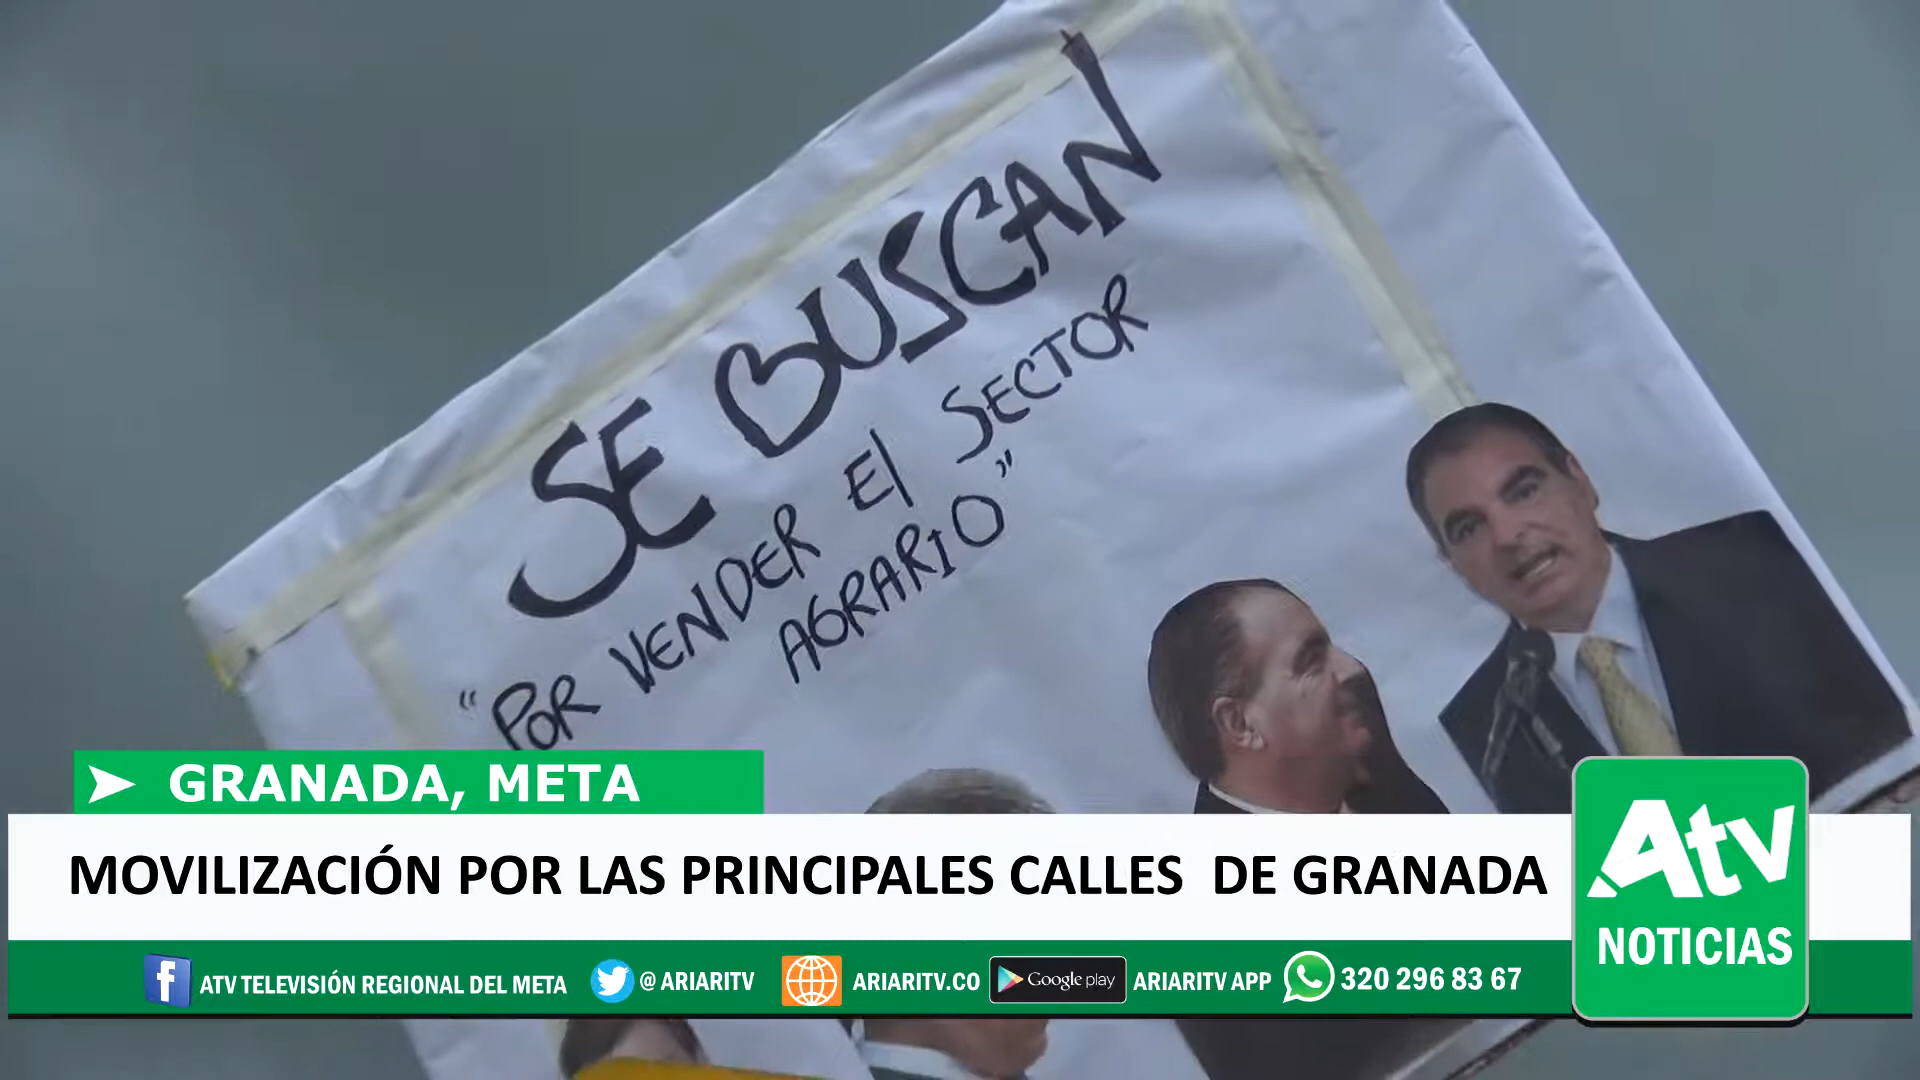 SE BUSCAN
"POR VENDER El SECTOR
AGRARIO"
GRANADA, META
MOVILIZACIÓN POR LAS PRINCIPALES CALLES DE GRANADA
Atv
NOTICIAS
f ATV TELEVISIÓN REGIONAL DEL META @ ARIARITV ARIARITV.CO Google play ARIARITV APP 320 296 83 67